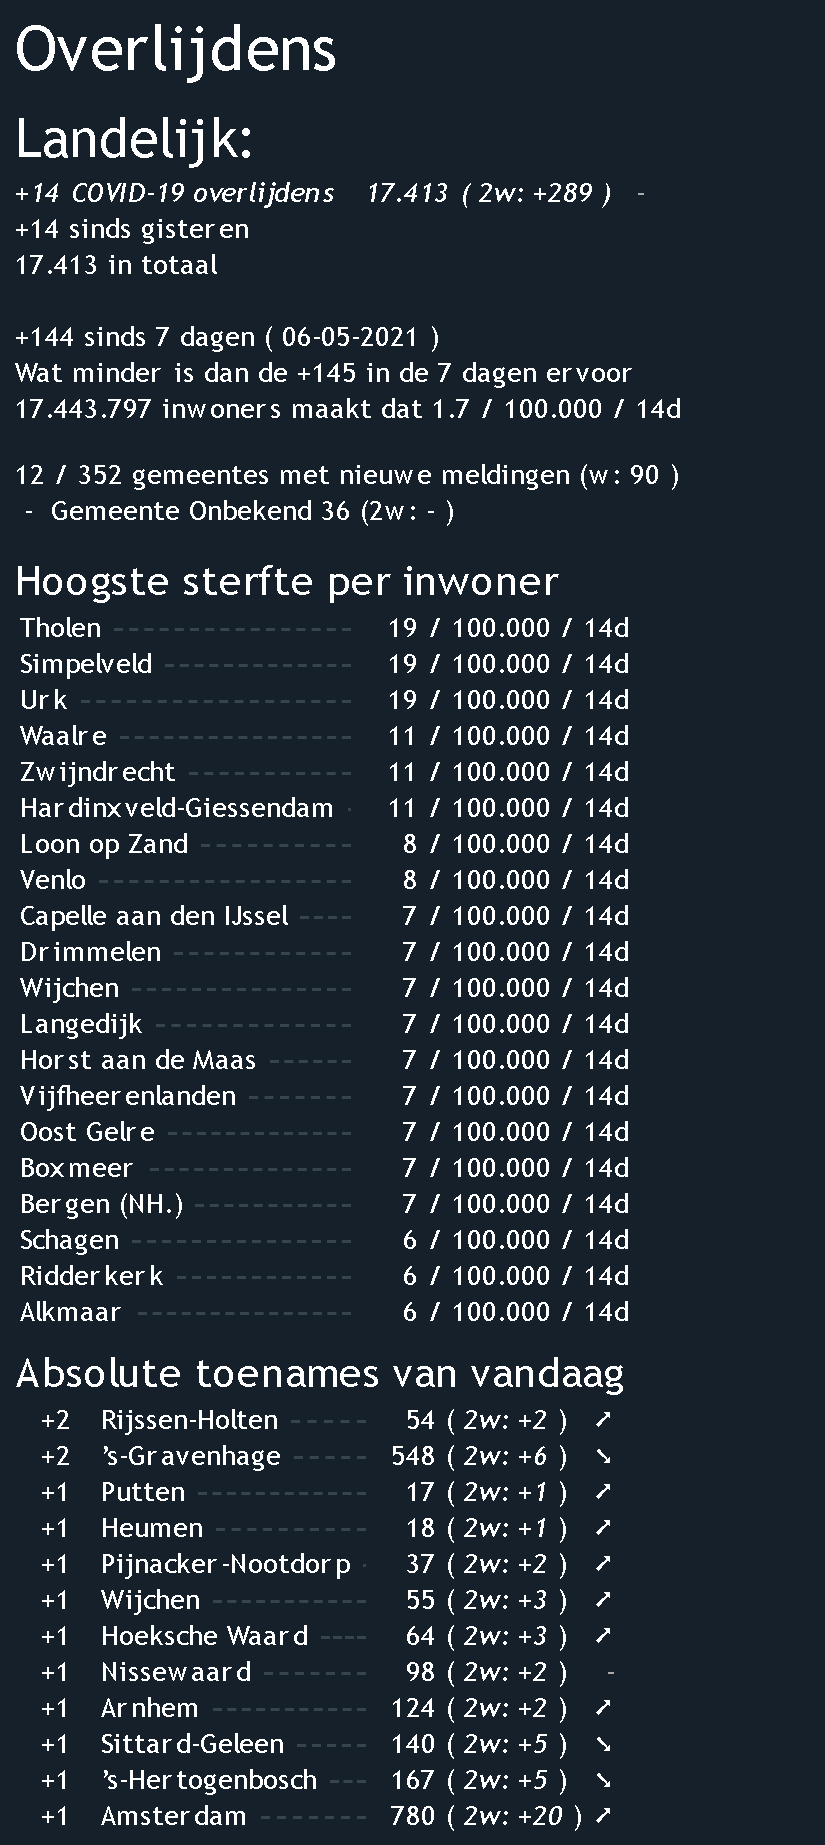 Overlijdens
Landelijk:
+14 COVID-19 overlijdens 17.413 ( 2w: +289 ) -
+14 sinds gisteren
17.413 in totaal
+144 sinds 7 dagen ( 06-05-2021 )
Wat minder is dan de +145 in de 7 dagen ervoor
17.443.797 inwoners maakt dat 1.7 / 100.000 / 14d
12 / 352 gemeentes met nieuwe meldingen (w: 90 )
- Gemeente Onbekend 36 (2w: - )
Hoogste sterfte per inwoner
Tholen ---------------- 19 / 100.000 / 14d
Simpelveld ------------- 19 / 100.000 / 14d
Urk ------------------ 19 / 100.000 / 14d
Waalre ---------------- 11 / 100.000 / 14d
Zwijndrecht ----------- 11 / 100.000 / 14d
Hardinxveld-Giessendam - 11 / 100.000 / 14d
Loon op Zand ---------- 8 / 100.000 / 14d
Venlo ----------------- 8 / 100.000 / 14d
Capelle aan den IJssel ---- 7 / 100.000 / 14d
Drimmelen ------------ 7 / 100.000 / 14d
Wijchen --------------- 7 / 100.000 / 14d
Langedijk ------------- 7 / 100.000 / 14d
Horst aan de Maas ------ 7 / 100.000 / 14d
Vijfheerenlanden ------- 7 / 100.000 / 14d
Oost Gelre ------------- 7 / 100.000 / 14d
Boxmeer -------------- 7 / 100.000 / 14d
Bergen (NH.) ----------- 7 / 100.000 / 14d
Schagen --------------- 6 / 100.000 / 14d
Ridderkerk ------------ 6 / 100.000 / 14d
Alkmaar --------------- 6 / 100.000 / 14d
Absolute toenames van vandaag
+2 Rijssen-Holten ----- 54 ( 2w: +2 ) ➚
+2 ’s-Gravenhage ----- 548 ( 2w: +6 ) ➘
+1 Putten ------------ 17 ( 2w: +1 ) ➚
+1 Heumen ---------- 18 ( 2w: +1 ) ➚
+1 Pijnacker-Nootdorp - 37 ( 2w: +2 ) ➚
+1 Wijchen ----------- 55 ( 2w: +3 ) ➚
+1 Hoeksche Waard ---- 64 ( 2w: +3 ) ➚
+1 Nissewaard ------- 98 ( 2w: +2 ) -
+1 Arnhem ----------- 124 ( 2w: +2 ) ➚
+1 Sittard-Geleen ----- 140 ( 2w: +5 ) ➘
+1 ’s-Hertogenbosch --- 167 ( 2w: +5 ) ➘
+1 Amsterdam ------- 780 ( 2w: +20 ) ➚